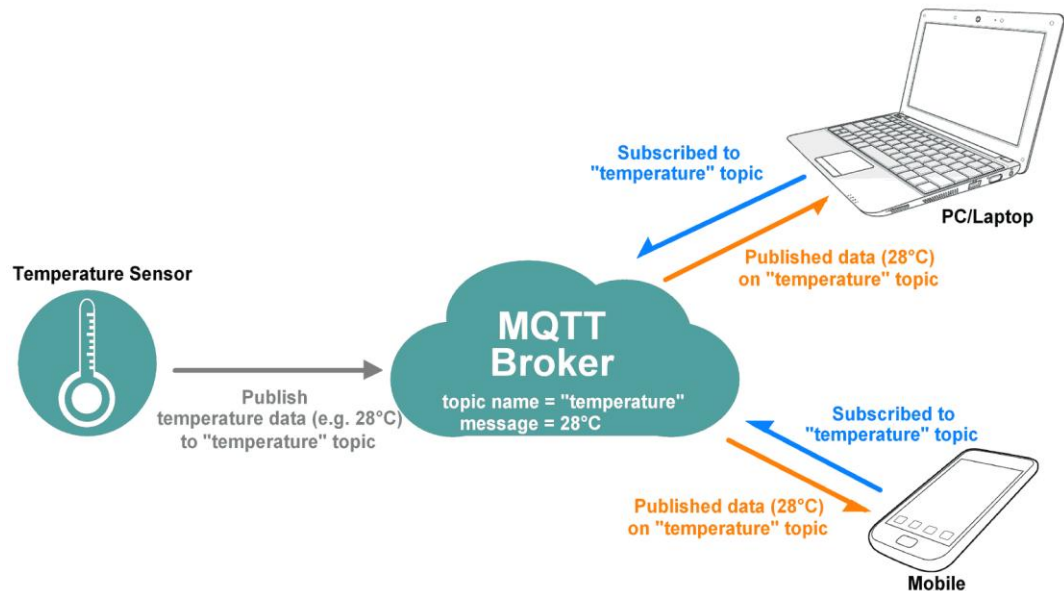 Subscribed to
"temperature" topic
PC/Laptop
Published data (28°C)
on "temperature" topic
Temperature Sensor
MQTT
Broker
topic name = "temperature"
message = 28°C
Publish
temperature data (e.g. 28°C)
to "temperature" topic
Subscribed to
"temperature" topic
Published data (28°C)
on "temperature" topic
Mobile